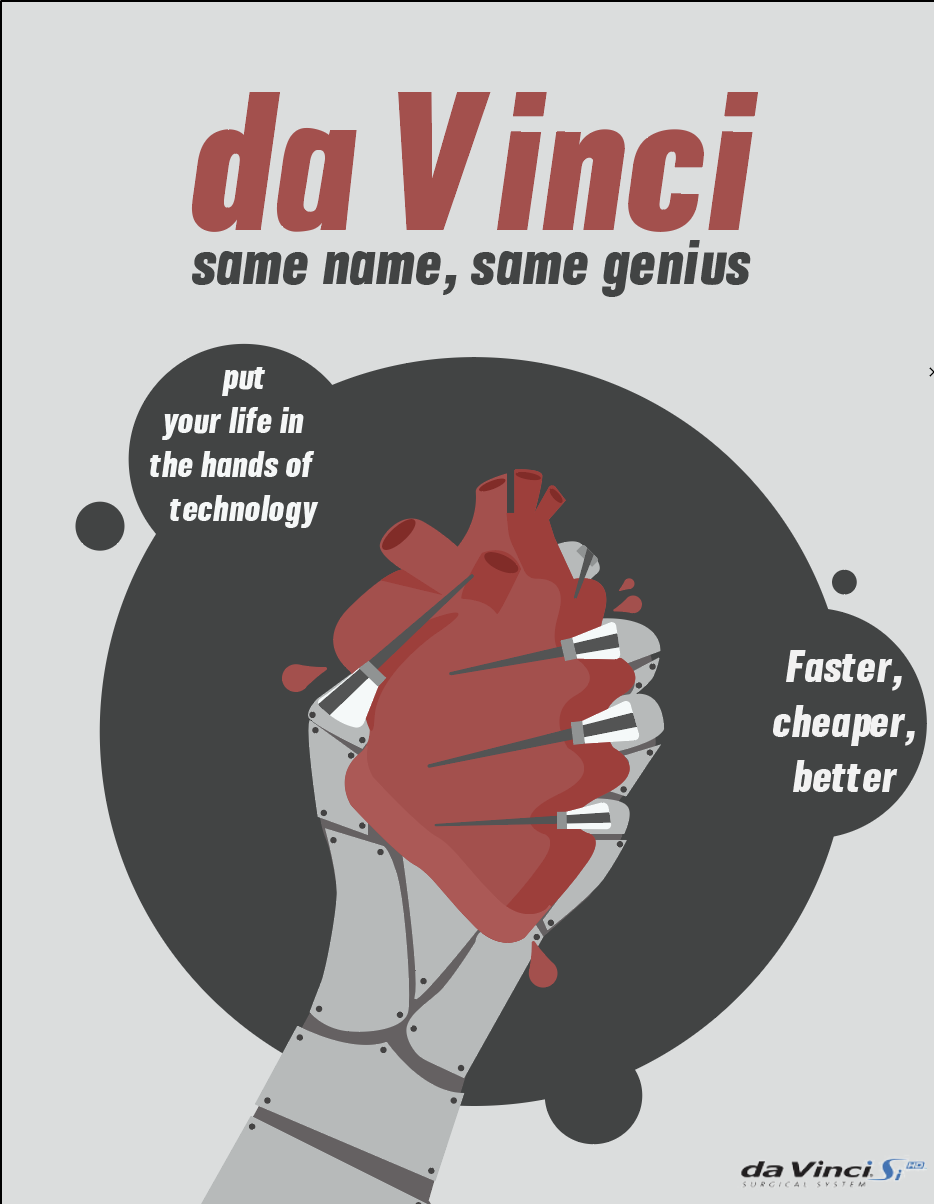 da Vinci
same name, same genius
put
your life in
the hands of
technology
Faster,
cheaper,
better
da Vinci Si HD
SURGICAL SYSTEM